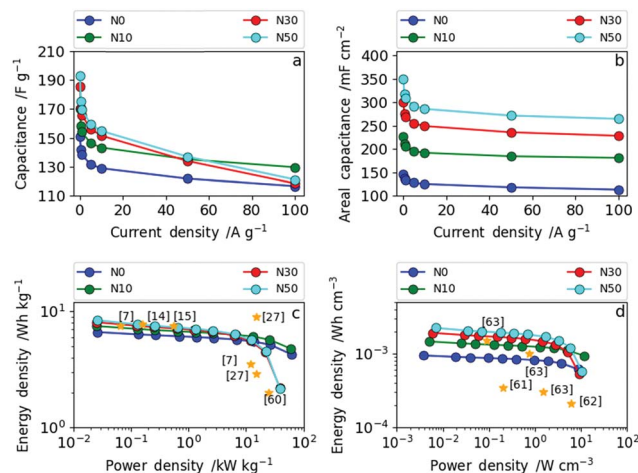 N0 N30
N10 N50
a
Capacitance /F g⁻¹
210
190
170
150
130
110
0 20 40 60 80 100
Current density /A g⁻¹
N0 N30
N10 N50
b
Areal capacitance /mF cm⁻²
400
350
300
250
200
150
100
0 20 40 60 80 100
Current density /A g⁻¹
N0 N30
N10 N50
c
Energy density /Wh kg⁻¹
10¹
10⁰
[7] [14] [15] [27]
[7]
[27]
[60]
10⁻² 10⁻¹ 10⁰ 10¹ 10²
Power density /kW kg⁻¹
N0 N30
N10 N50
d
Energy density /Wh cm⁻³
10⁻³
10⁻⁴
[63]
[63]
[61] [63]
[62]
10⁻³ 10⁻² 10⁻¹ 10⁰ 10¹ 10²
Power density /W cm⁻³